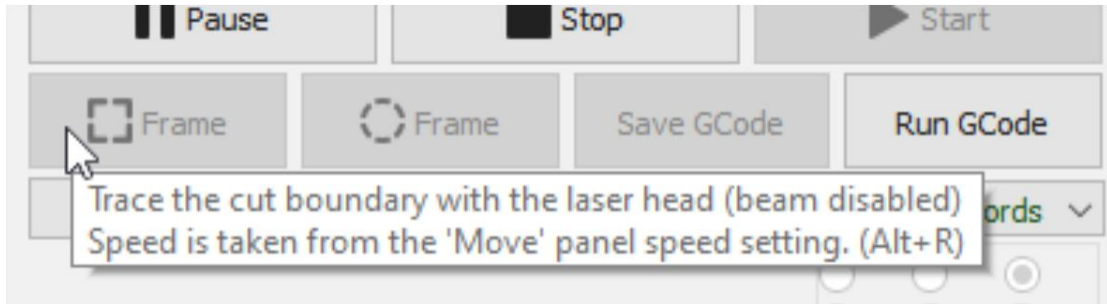 Pause
Stop
Start
Frame
Frame
Save GCode
Run GCode
Trace the cut boundary with the laser head (beam disabled)
ords
Speed is taken from the 'Move' panel speed setting. (Alt+R)